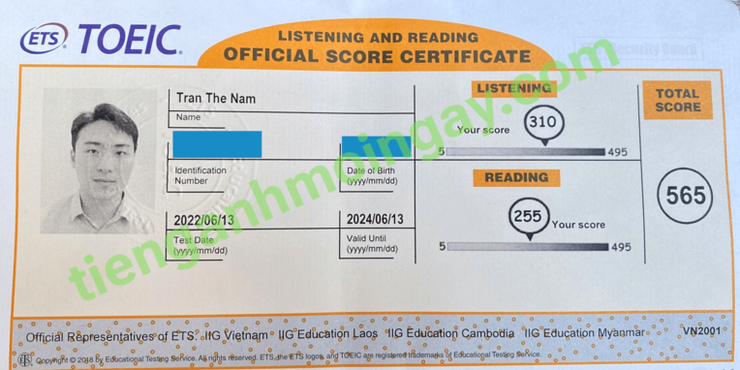 ETS TOEIC
LISTENING AND READING
OFFICIAL SCORE CERTIFICATE
Tran The Nam
Name
Identification
Number
Date of Birth
(yyyy/mm/dd)
2022/06/13
Test Date
(yyyy/mm/dd)
2024/06/13
Valid Until
(yyyy/mm/dd)
LISTENING
Your score
310
5
495
READING
255
Your score
5
495
TOTAL
SCORE
565
tienganhmoingay.com
Official Representatives of ETS: IIG Vietnam IIG Education Laos IIG Education Cambodia IIG Education Myanmar
VN2001
Copyright © 2018 by Educational Testing Service. All rights reserved. ETS, the ETS logos, and TOEIC are registered trademarks of Educational Testing Service.